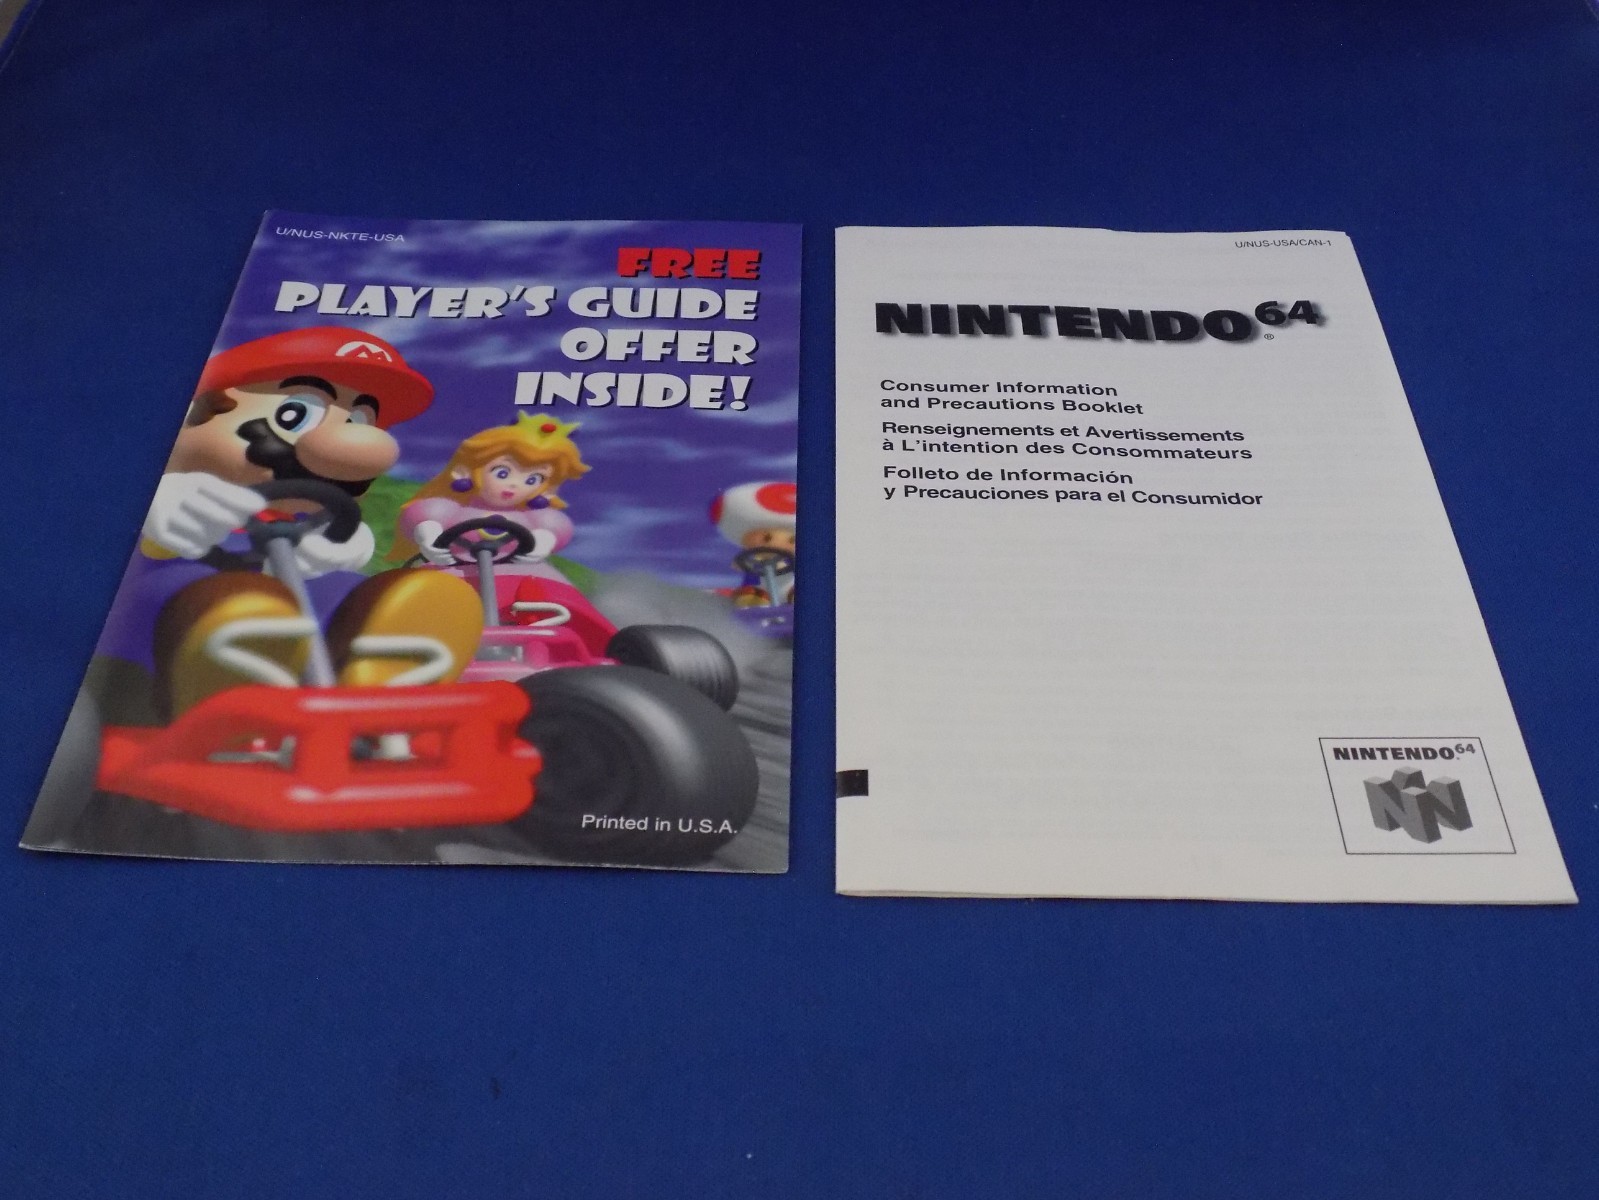 U/NUS-NKTE-USA
FREE
PLAYER'S GUIDE
OFFER
INSIDE!
Printed in U.S.A.
U/NUS-USA/CAN-1
NINTENDO64®
Consumer Information
and Precautions Booklet
Renseignements et Avertissements
à L'intention des Consommateurs
Folleto de Información
y Precauciones para el Consumidor
NINTENDO64